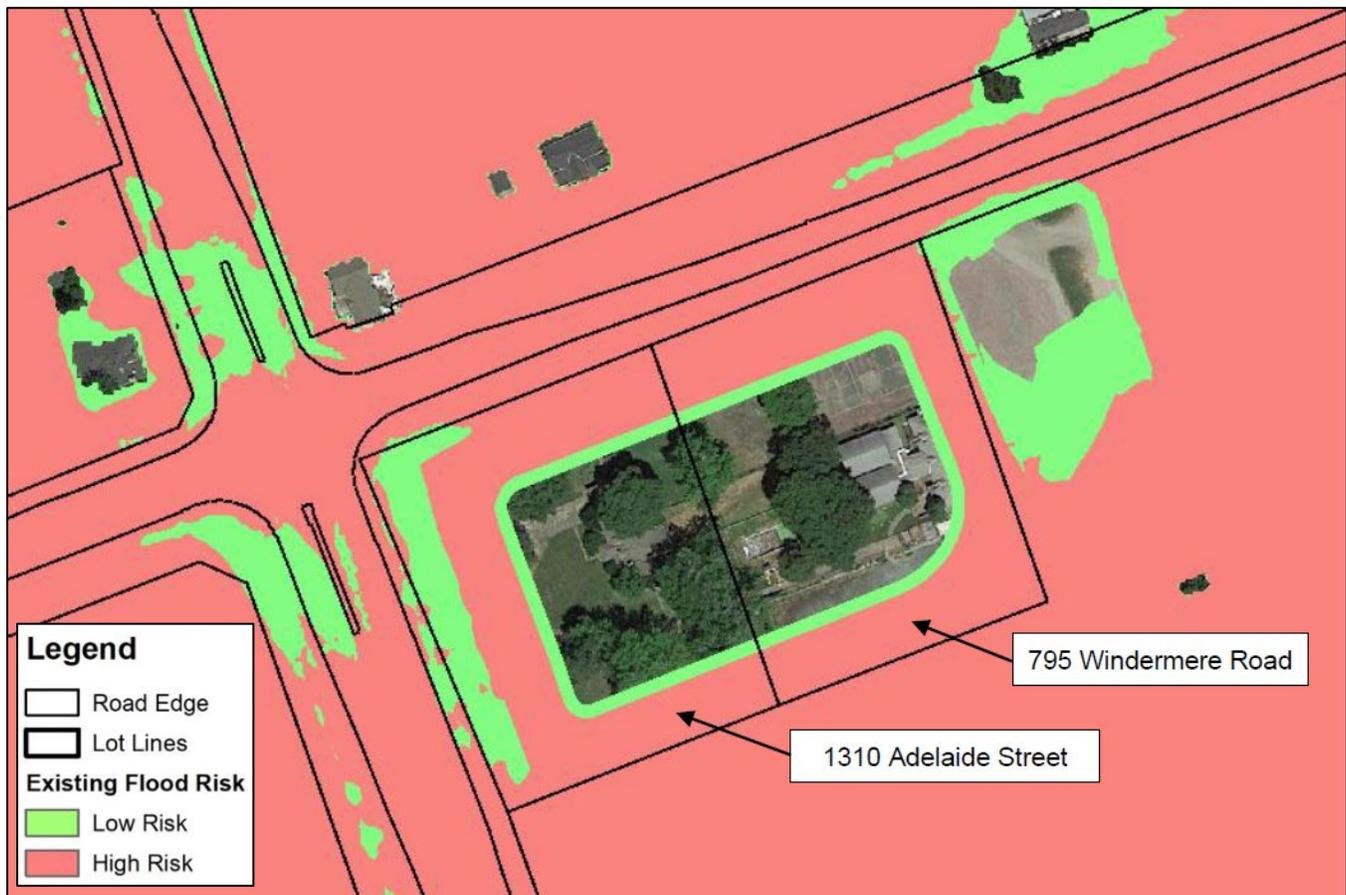 795 Windermere Road
1310 Adelaide Street
Legend
Road Edge
Lot Lines
Existing Flood Risk
Low Risk
High Risk